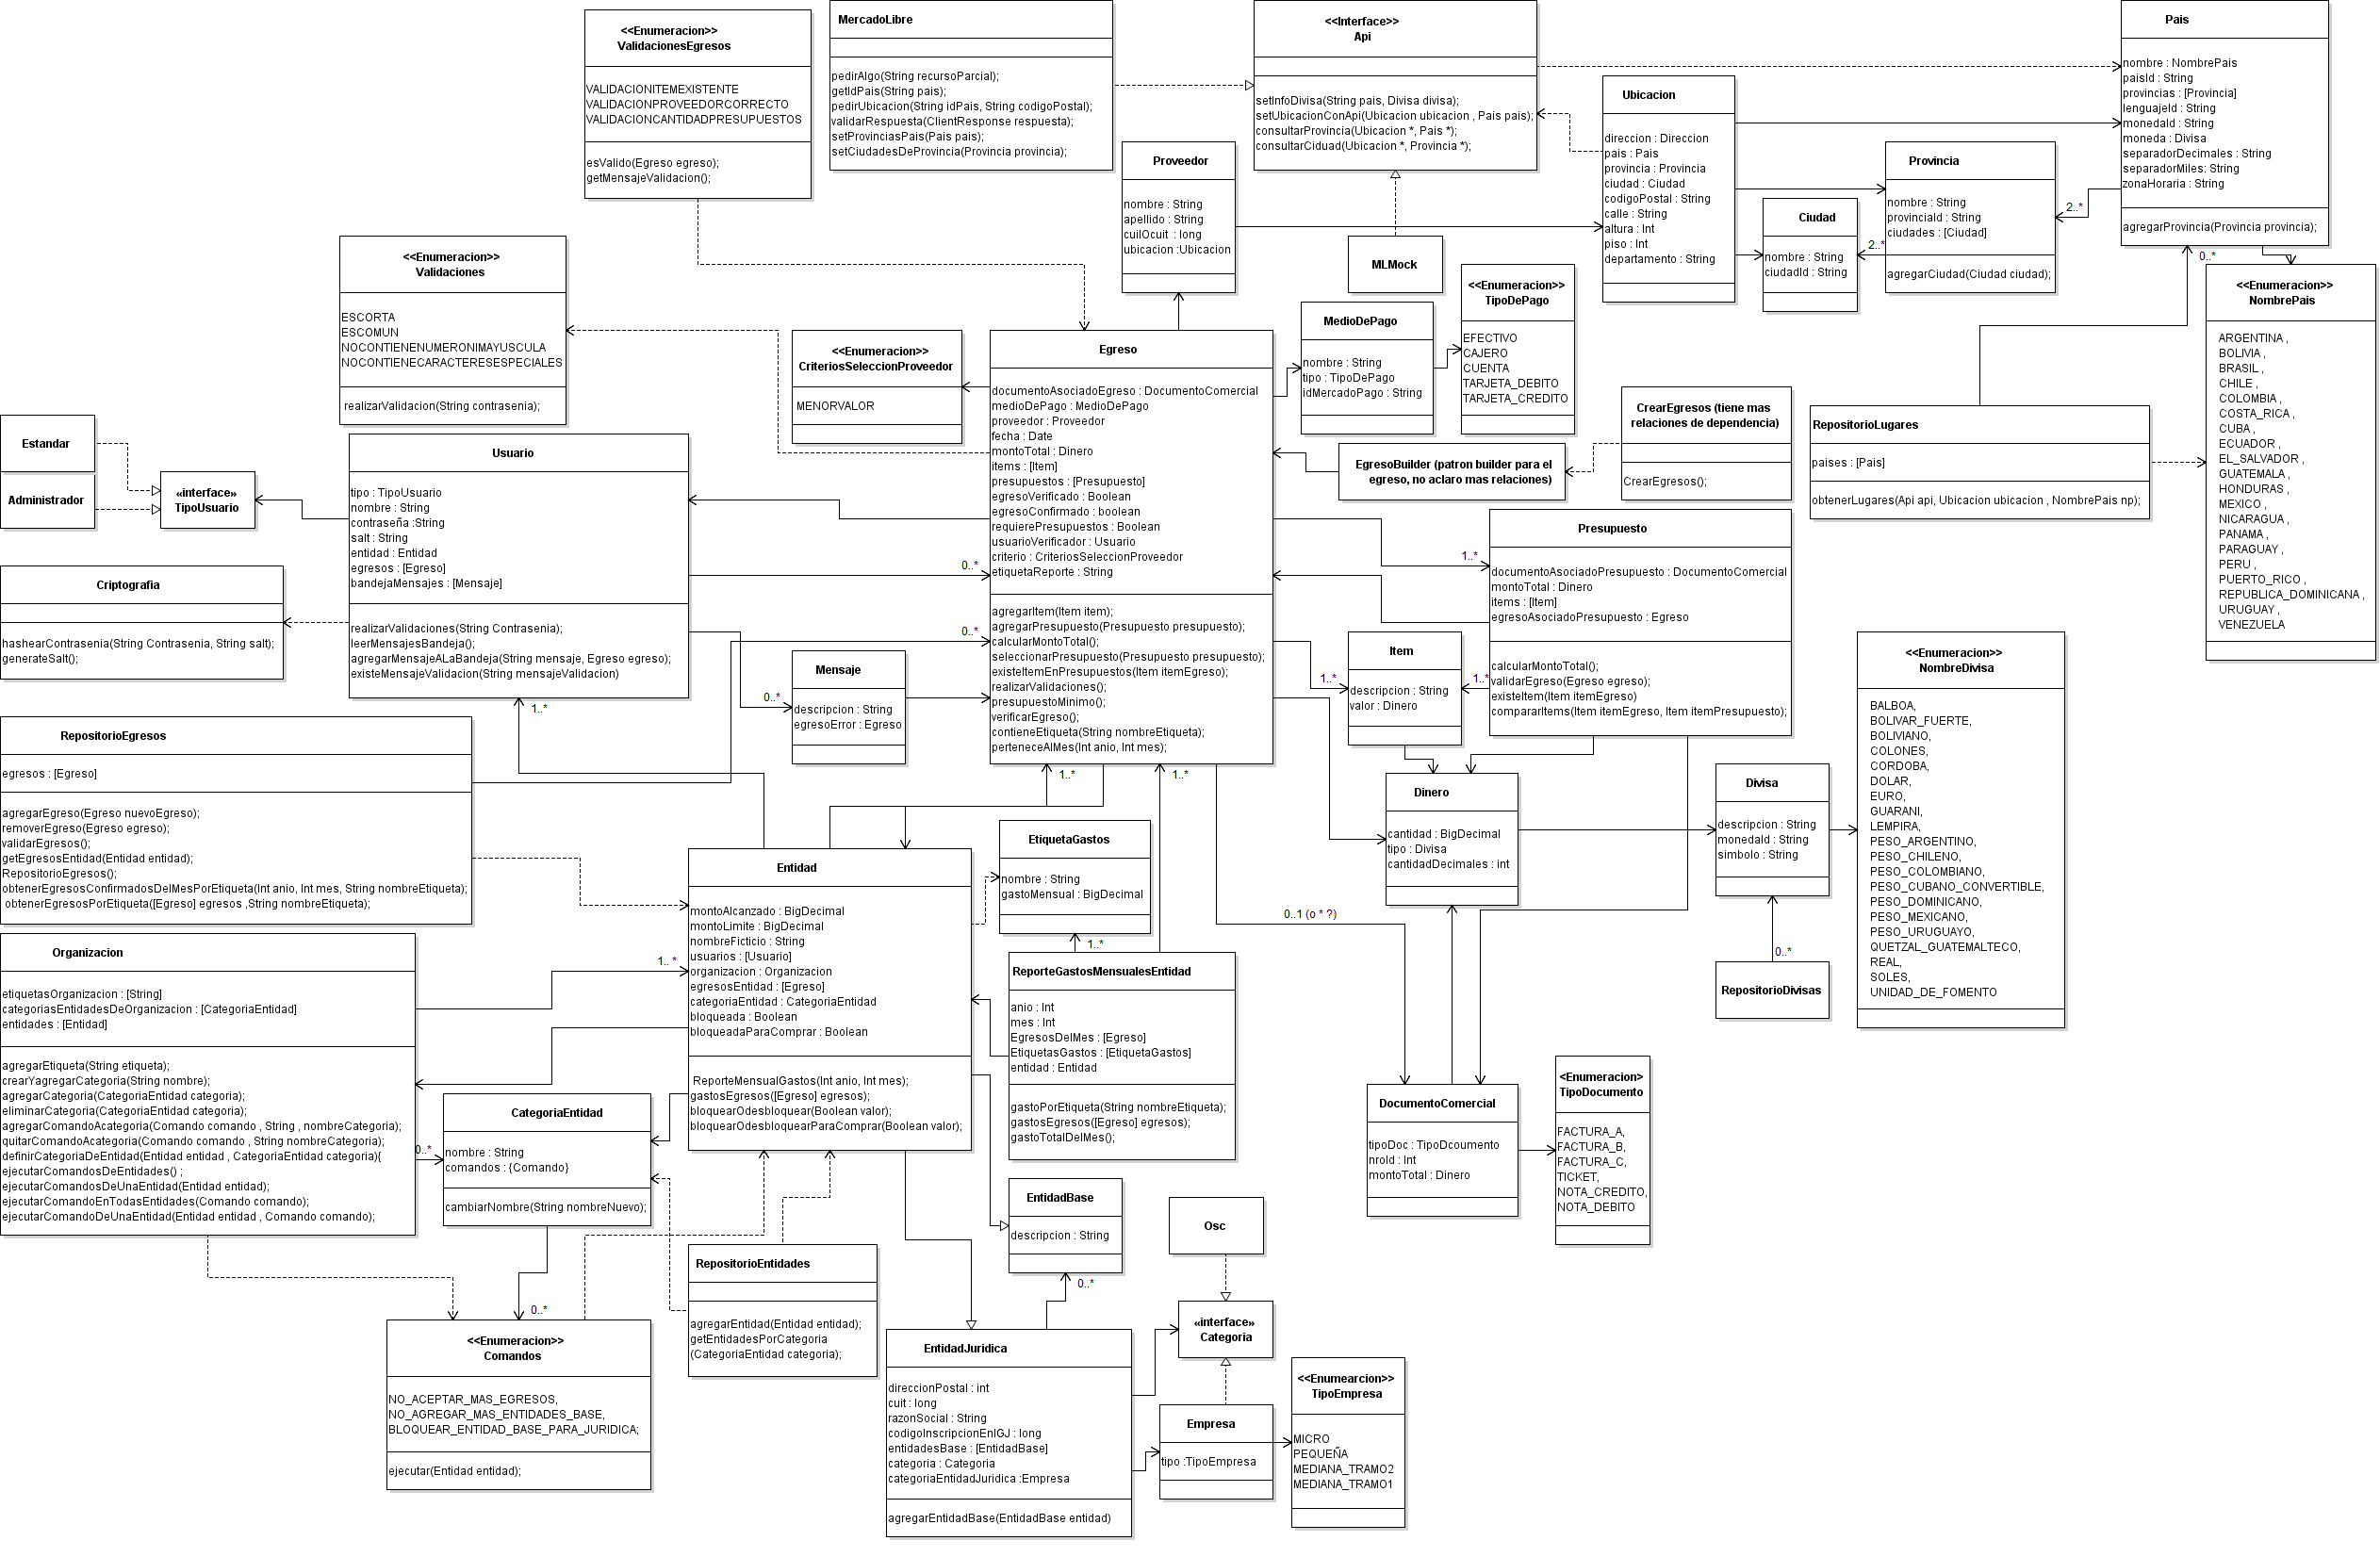 <<Enumeracion>>
ValidacionesEgresos
VALIDACIONITEMEXISTENTE
VALIDACIONPROVEEDORCORRECTO
VALIDACIONCANTIDADPRESUPUESTOS
esValido(Egreso egreso);
getMensajeValidacion();
MercadoLibre
pedirAlgo(String recursoParcial);
getIdPais(String pais);
pedirUbicacion(String idPais, String codigoPostal);
validarRespuesta(ClientResponse respuesta);
setProvinciasPais(Pais pais);
setCiudadesDeProvincia(Provincia provincia);
<<Interface>>
Api
setInfoDivisa(String pais, Divisa divisa);
setUbicacionConApi(Ubicacion ubicacion , Pais pais);
consultarProvincia(Ubicacion *, Pais *);
consultarCiduad(Ubicacion *, Provincia *);
Pais
nombre : NombrePais
paisId : String
provincias : [Provincia]
lenguajeId : String
monedaId : String
moneda : Divisa
separadorDecimales : String
separadorMiles: String
zonaHoraria : String
agregarProvincia(Provincia provincia);
Ubicacion
direccion : Direccion
pais : Pais
provincia : Provincia
ciudad : Ciudad
codigoPostal : String
calle : String
altura : Int
piso : Int
departamento : String
Provincia
nombre : String
provinciaId : String
ciudades : [Ciudad]
agregarCiudad(Ciudad ciudad);
2..*
Ciudad
nombre : String
ciudadId : String
2..*
0..*
Proveedor
nombre : String
apellido : String
cuilOcuit : long
ubicacion :Ubicacion
MLMock
<<Enumeracion>>
Validaciones
ESCORTA
ESCOMUN
NOCONTIENENUMERONIMAYUSCULA
NOCONTIENECARACTERESESPECIALES
realizarValidacion(String contrasenia);
<<Enumeracion>>
CriteriosSeleccionProveedor
MENORVALOR
Egreso
documentoAsociadoEgreso : DocumentoComercial
medioDePago : MedioDePago
proveedor : Proveedor
fecha : Date
montoTotal : Dinero
items : [Item]
presupuestos : [Presupuesto]
egresoVerificado : Boolean
egresoConfirmado : boolean
requierePresupuestos : Boolean
usuarioVerificador : Usuario
criterio : CriteriosSeleccionProveedor
etiquetaReporte : String
agregarItem(Item item);
agregarPresupuesto(Presupuesto presupuesto);
calcularMontoTotal();
seleccionarPresupuesto(Presupuesto presupuesto);
existeItemEnPresupuestos(Item itemEgreso);
realizarValidaciones();
presupuestoMinimo();
verificarEgreso();
contieneEtiqueta(String nombreEtiqueta);
perteneceAlMes(Int anio, Int mes);
MedioDePago
nombre : String
tipo : TipoDePago
idMercadoPago : String
<<Enumeracion>>
TipoDePago
EFECTIVO
CAJERO
CUENTA
TARJETA_DEBITO
TARJETA_CREDITO
EgresoBuilder (patron builder para el
egreso, no aclaro mas relaciones)
CrearEgresos (tiene mas
relaciones de dependencia)
CrearEgresos();
RepositorioLugares
paises : [Pais]
obtenerLugares(Api api, Ubicacion ubicacion , NombrePais np);
<<Enumeracion>>
NombrePais
ARGENTINA ,
BOLIVIA ,
BRASIL ,
CHILE ,
COLOMBIA ,
COSTA_RICA ,
CUBA ,
ECUADOR ,
EL_SALVADOR ,
GUATEMALA ,
HONDURAS ,
MEXICO ,
NICARAGUA ,
PANAMA ,
PARAGUAY ,
PERU ,
PUERTO_RICO ,
REPUBLICA_DOMINICANA ,
URUGUAY ,
VENEZUELA
Estandar
Administrador
«interface»
TipoUsuario
Usuario
tipo : TipoUsuario
nombre : String
contraseña :String
salt : String
entidad : Entidad
egresos : [Egreso]
bandejaMensajes : [Mensaje]
realizarValidaciones(String Contrasenia);
leerMensajesBandeja();
agregarMensajeALaBandeja(String mensaje, Egreso egreso);
existeMensajeValidacion(String mensajeValidacion)
Criptografia
hashearContrasenia(String Contrasenia, String salt);
generateSalt();
0..*
0..*
0..*
1..*
Mensaje
descripcion : String
egresoError : Egreso
1..*
Presupuesto
documentoAsociadoPresupuesto : DocumentoComercial
montoTotal : Dinero
items : [Item]
egresoAsociadoPresupuesto : Egreso
calcularMontoTotal();
validarEgreso(Egreso egreso);
existeItem(Item itemEgreso)
compararItems(Item itemEgreso, Item itemPresupuesto);
Item
descripcion : String
valor : Dinero
1..*
1..*
<<Enumeracion>>
NombreDivisa
BALBOA,
BOLIVAR_FUERTE,
BOLIVIANO,
COLONES,
CORDOBA,
DOLAR,
EURO,
GUARANI,
LEMPIRA,
PESO_ARGENTINO,
PESO_CHILENO,
PESO_COLOMBIANO,
PESO_CUBANO_CONVERTIBLE,
PESO_DOMINICANO,
PESO_MEXICANO,
PESO_URUGUAYO,
QUETZAL_GUATEMALTECO,
REAL,
SOLES,
UNIDAD_DE_FOMENTO
RepositorioEgresos
egresos : [Egreso]
agregarEgreso(Egreso nuevoEgreso);
removerEgreso(Egreso egreso);
validarEgresos();
getEgresosEntidad(Entidad entidad);
RepositorioEgresos();
obtenerEgresosConfirmadosDelMesPorEtiqueta(Int anio, Int mes, String nombreEtiqueta);
obtenerEgresosPorEtiqueta([Egreso] egresos ,String nombreEtiqueta);
1..*
1..*
Dinero
cantidad : BigDecimal
tipo : Divisa
cantidadDecimales : int
Divisa
descripcion : String
monedaId : String
simbolo : String
0..*
RepositorioDivisas
Entidad
montoAlcanzado : BigDecimal
montoLimite : BigDecimal
nombreFicticio : String
usuarios : [Usuario]
organizacion : Organizacion
egresosEntidad : [Egreso]
categoriaEntidad : CategoriaEntidad
bloqueada : Boolean
bloqueadaParaComprar : Boolean
ReporteMensualGastos(Int anio, Int mes);
gastosEgresos([Egreso] egresos);
bloquearOdesbloquear(Boolean valor);
bloquearOdesbloquearParaComprar(Boolean valor);
EtiquetaGastos
nombre : String
gastoMensual : BigDecimal
1..*
0..1 (o * ?)
ReporteGastosMensualesEntidad
anio : Int
mes : Int
EgresosDelMes : [Egreso]
EtiquetasGastos : [EtiquetaGastos]
entidad : Entidad
gastoPorEtiqueta(String nombreEtiqueta);
gastosEgresos([Egreso] egresos);
gastoTotalDelMes();
Organizacion
etiquetasOrganizacion : [String]
categoriasEntidadesDeOrganizacion : [CategoriaEntidad]
entidades : [Entidad]
agregarEtiqueta(String etiqueta);
crearYagregarCategoria(String nombre);
agregarCategoria(CategoriaEntidad categoria);
eliminarCategoria(CategoriaEntidad categoria);
agregarComandoAcategoria(Comando comando , String , nombreCategoria);
quitarComandoAcategoria(Comando comando , String nombreCategoria);
definirCategoriaDeEntidad(Entidad entidad , CategoriaEntidad categoria){
ejecutarComandosDeEntidades() ;
ejecutarComandosDeUnaEntidad(Entidad entidad);
ejecutarComandoEnTodasEntidades(Comando comando);
ejecutarComandoDeUnaEntidad(Entidad entidad , Comando comando);
1.. *
0..*
CategoriaEntidad
nombre : String
comandos : {Comando}
cambiarNombre(String nombreNuevo);
DocumentoComercial
tipoDoc : TipoDcoumento
nroId : Int
montoTotal : Dinero
<Enumeracion>
TipoDocumento
FACTURA_A,
FACTURA_B,
FACTURA_C,
TICKET,
NOTA_CREDITO,
NOTA_DEBITO
EntidadBase
descripcion : String
0..*
Osc
«interface»
Categoria
RepositorioEntidades
agregarEntidad(Entidad entidad);
getEntidadesPorCategoria
(CategoriaEntidad categoria);
0..*
<<Enumeracion>>
Comandos
NO_ACEPTAR_MAS_EGRESOS,
NO_AGREGAR_MAS_ENTIDADES_BASE,
BLOQUEAR_ENTIDAD_BASE_PARA_JURIDICA;
ejecutar(Entidad entidad);
EntidadJuridica
direccionPostal : int
cuit : long
razonSocial : String
codigoInscripcionEnIGJ : long
entidadesBase : [EntidadBase]
categoria : Categoria
categoriaEntidadJuridica :Empresa
agregarEntidadBase(EntidadBase entidad)
Empresa
tipo :TipoEmpresa
<<Enumearcion>>
TipoEmpresa
MICRO
PEQUEÑA
MEDIANA_TRAMO2
MEDIANA_TRAMO1